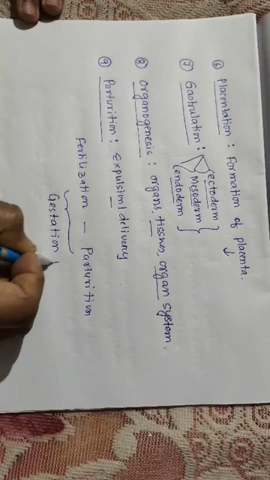 ⑥ Placentation : Formation of placenta.
↓
⑦ Gastrulation : ectoderm
Mesoderm
endoderm
⑧ Organogenesis : organs, tissues, organ system.
⑨ Parturition : Expulsion/ delivery
Fertilization — Parturition
Gestation